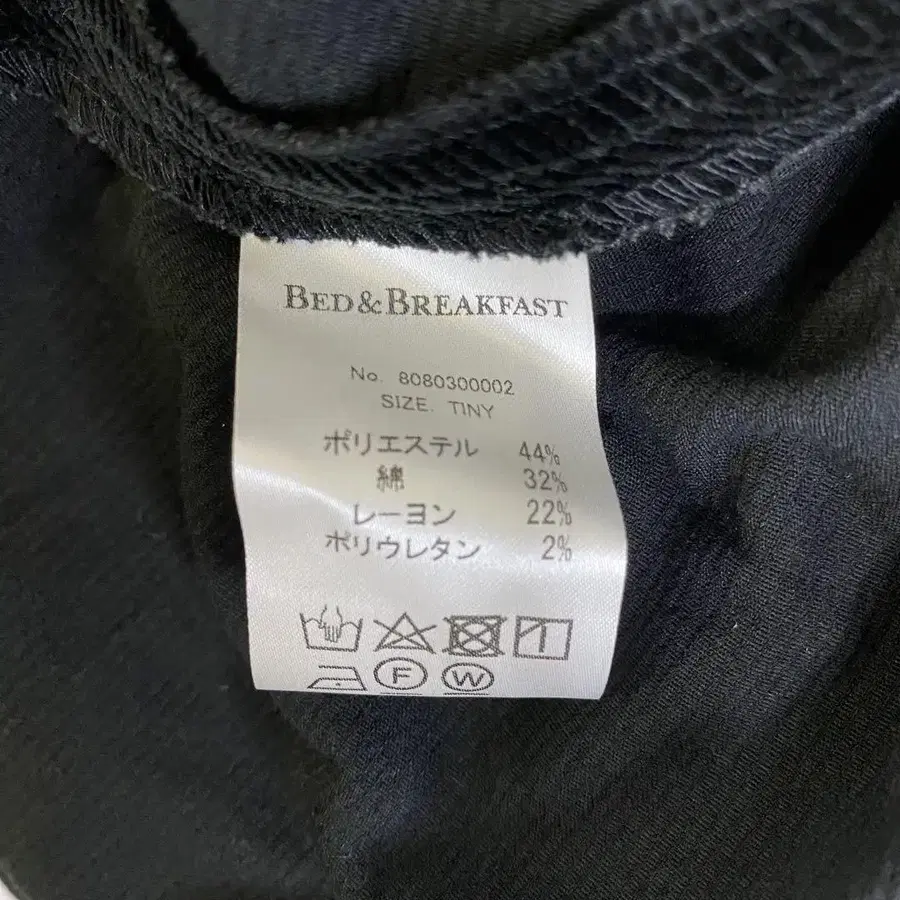 BED & BREAKFAST
No. 8080300002
SIZE. TINY
ポリエステル 44%
綿 32%
レーヨン 22%
ポリウレタン 2%
F W